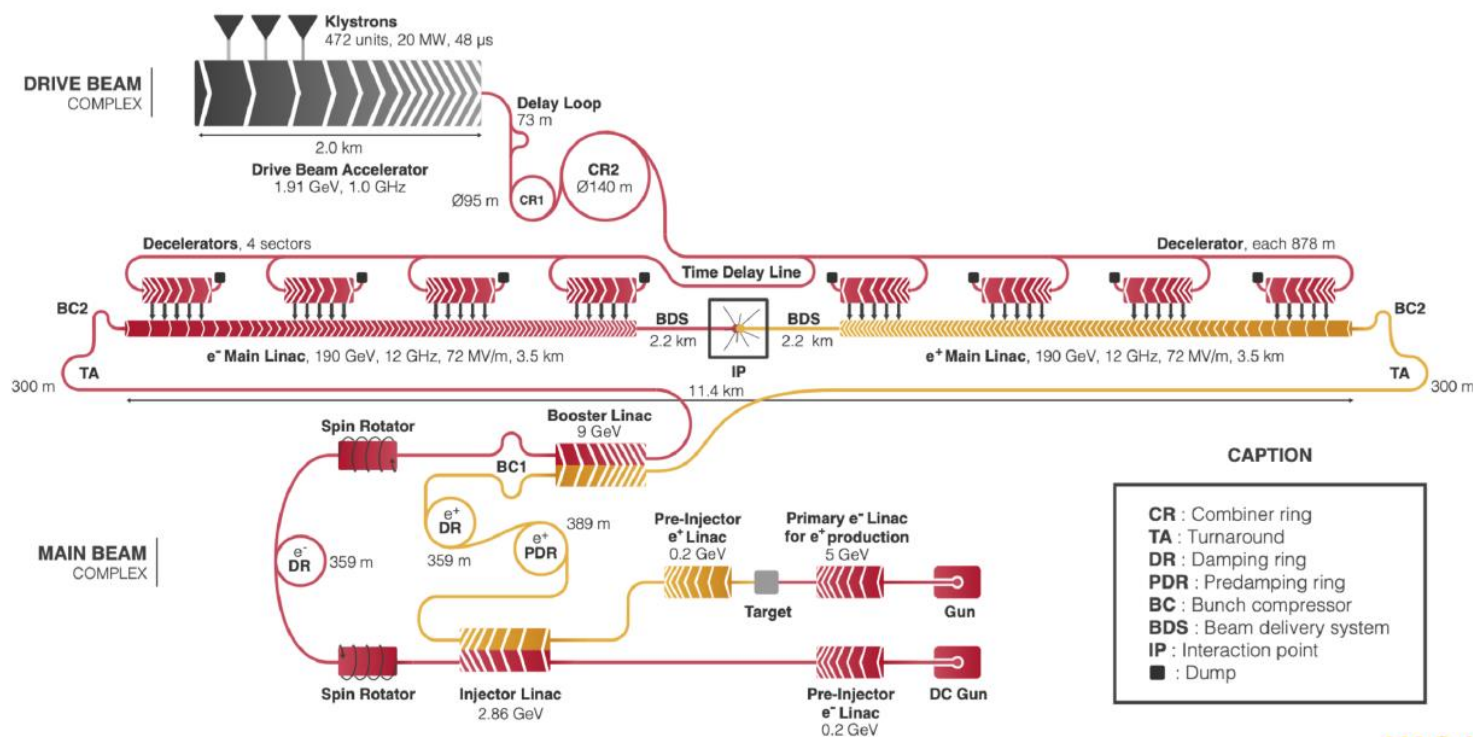 Klystrons
472 units, 20 MW, 48 µs
DRIVE BEAM
COMPLEX
Delay Loop
73 m
2.0 km
Drive Beam Accelerator
1.91 GeV, 1.0 GHz
CR2
Ø140 m
Ø95 m
CR1
Decelerators, 4 sectors
Decelerator, each 878 m
Time Delay Line
BC2
BDS
BDS
BC2
2.2 km
2.2 km
e⁻ Main Linac, 190 GeV, 12 GHz, 72 MV/m, 3.5 km
e⁺ Main Linac, 190 GeV, 12 GHz, 72 MV/m, 3.5 km
IP
TA
TA
300 m
11.4 km
300 m
Booster Linac
9 GeV
Spin Rotator
BC1
CAPTION
CR : Combiner ring
TA : Turnaround
DR : Damping ring
PDR : Predamping ring
BC : Bunch compressor
BDS : Beam delivery system
IP : Interaction point
: Dump
MAIN BEAM
COMPLEX
e⁻
DR
359 m
e⁺
DR
359 m
e⁺
PDR
389 m
Pre-Injector
e⁺ Linac
0.2 GeV
Primary e⁻ Linac
for e⁺ production
5 GeV
Target
Gun
Spin Rotator
Injector Linac
2.86 GeV
Pre-Injector
e⁻ Linac
0.2 GeV
DC Gun